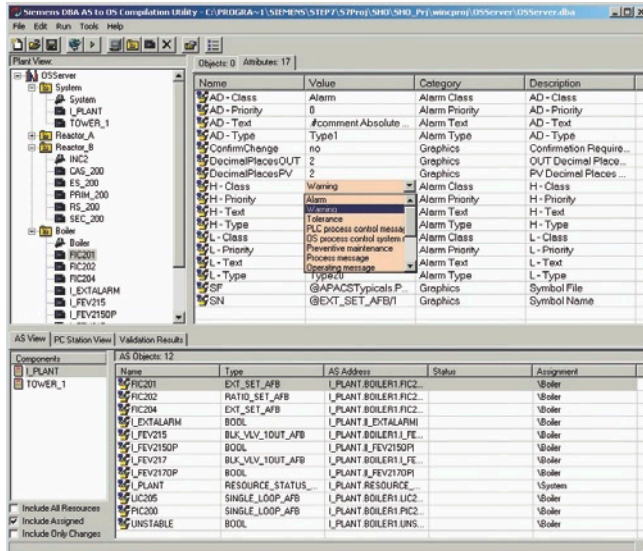 Siemens DBA AS to OS Compilation Utility - C:\PROGRA~1\SIEMENS\STEP7\S7Proj\SMO\SMO_Prj\wincproj\OSServer\OSServer.dba
File Edit Run Tools Help
Plant View:
OSServer
System
System
I_PLANT
TOWER_1
Reactor_A
Reactor_B
INC2
CAS_200
ES_200
PRIM_200
RS_200
SEC_200
Boiler
Boiler
FIC201
FIC202
FIC204
I_EXTALARM
I_FEV215
I_FEV215OP
Objects: 0 Attributes: 17
Name Value Category Description
AD - Class Alarm Alarm Class AD - Class
AD - Priority 0 Alarm Priority AD - Priority
AD - Text #comment Absolute ... Alarm Text AD - Text
AD - Type Type1 Alarm Type AD - Type
ConfirmChange no Graphics Confirmation Require...
DecimalPlacesOUT 2 Graphics OUT Decimal Place...
DecimalPlacesPV 2 Graphics PV Decimal Places ...
H - Class Warning Alarm Class H - Class
H - Priority Alarm Priority H - Priority
H - Text Alarm Text H - Text
H - Type Alarm Type H - Type
L - Class Alarm Class L - Class
L - Priority Alarm Priority L - Priority
L - Text Alarm Text L - Text
L - Type Type20 Alarm Type L - Type
SF @APACSTypicals.P... Graphics Symbol File
SN @EXT_SET_AFB/1 Graphics Symbol Name
Alarm
Warning
Tolerance
PLC process control messag
OS process control system m
Preventive maintenance
Process message
Operating message
AS View PC Station View Validation Results
Components
I_PLANT
TOWER_1
Include All Resources
Include Assigned
Include Only Changes
AS Objects: 12
Name Type AS Address Status Assignment
FIC201 EXT_SET_AFB I_PLANT.BOILER1.FIC2... \Boiler
FIC202 RATIO_SET_AFB I_PLANT.BOILER1.FIC2... \Boiler
FIC204 EXT_SET_AFB I_PLANT.BOILER1.FIC2... \Boiler
I_EXTALARM BOOL I_PLANT.II_EXTALARMI \Boiler
I_FEV215 BLK_VLV_1OUT_AFB I_PLANT.BOILER1.I_FE... \Boiler
I_FEV215OP BOOL I_PLANT.II_FEV215OPI \Boiler
I_FEV217 BLK_VLV_1OUT_AFB I_PLANT.BOILER1.I_FE... \Boiler
I_FEV217OP BOOL I_PLANT.II_FEV217OPI \Boiler
I_PLANT RESOURCE_STATUS_... I_PLANT.RESOURCE_... \System
LIC205 SINGLE_LOOP_AFB I_PLANT.BOILER1.LIC2... \Boiler
PIC200 SINGLE_LOOP_AFB I_PLANT.BOILER1.PIC2... \Boiler
UNSTABLE BOOL I_PLANT.BOILER1.UNS... \Boiler